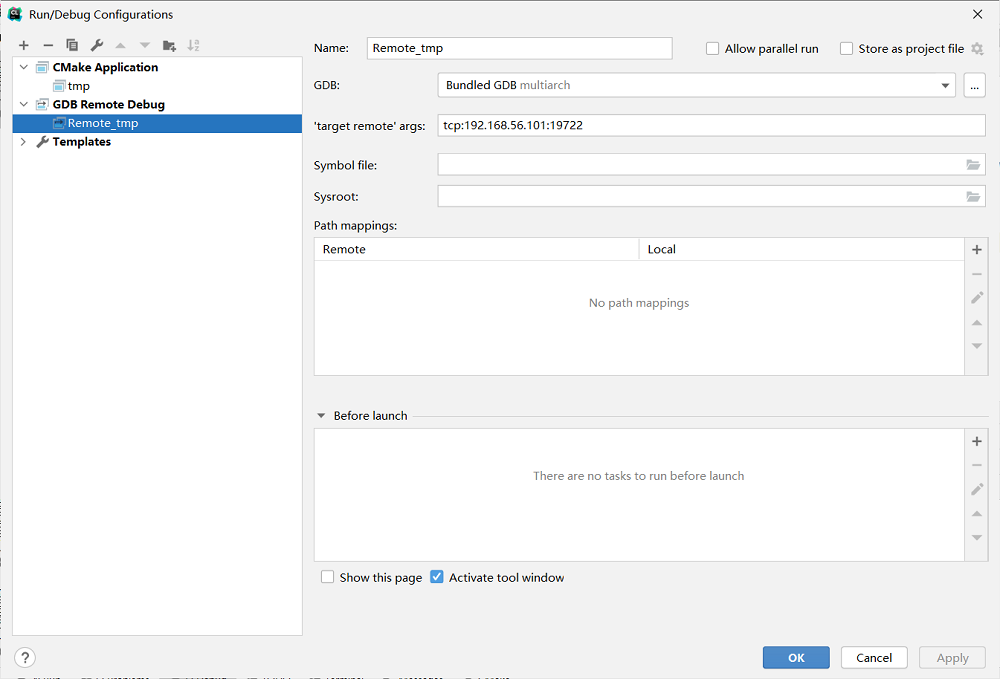 Run/Debug Configurations
Name: Remote_tmp Allow parallel run Store as project file
CMake Application
tmp
GDB Remote Debug
Remote_tmp
Templates
GDB: Bundled GDB multiarch ...
'target remote' args: tcp:192.168.56.101:19722
Symbol file:
Sysroot:
Path mappings:
Remote Local
No path mappings
Before launch
There are no tasks to run before launch
Show this page Activate tool window
? OK Cancel Apply